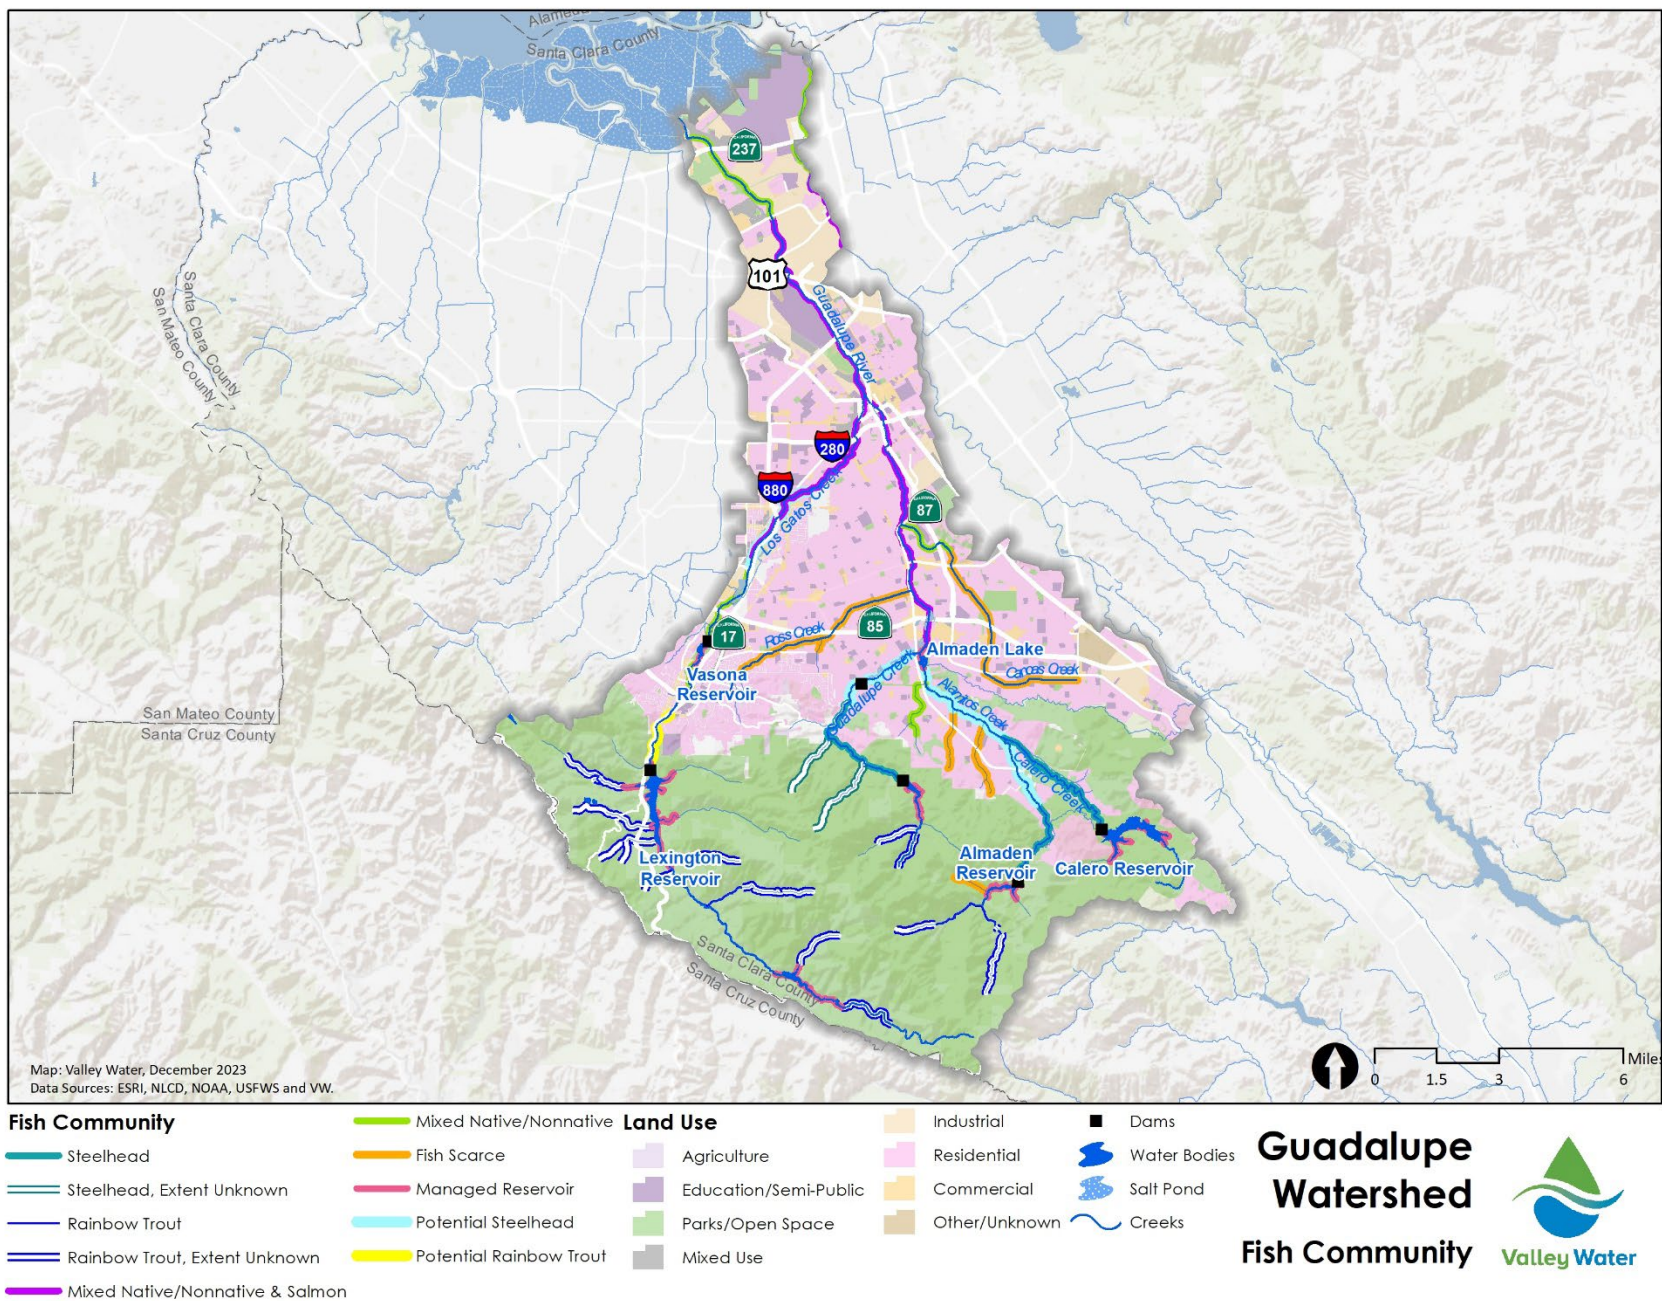 Alameda
Santa Clara County
CALIFORNIA
237
101
Guadalupe River
Santa Clara County
San Mateo County
280
880
Los Gatos Creek
CALIFORNIA
87
CALIFORNIA
17
Ross Creek
CALIFORNIA
85
Almaden Lake
Canoas Creek
Vasona
Reservoir
Guadalupe Creek
Alamitos Creek
San Mateo County
Santa Cruz County
Calero Creek
Lexington
Reservoir
Almaden
Reservoir
Calero Reservoir
Santa Clara County
Santa Cruz County
Map: Valley Water, December 2023
Data Sources: ESRI, NLCD, NOAA, USFWS and VW.
0 1.5 3 6
Miles
Fish Community
Steelhead
Steelhead, Extent Unknown
Rainbow Trout
Rainbow Trout, Extent Unknown
Mixed Native/Nonnative & Salmon
Mixed Native/Nonnative
Fish Scarce
Managed Reservoir
Potential Steelhead
Potential Rainbow Trout
Land Use
Agriculture
Education/Semi-Public
Parks/Open Space
Mixed Use
Industrial
Residential
Commercial
Other/Unknown
Dams
Water Bodies
Salt Pond
Creeks
Guadalupe
Watershed
Fish Community
Valley Water